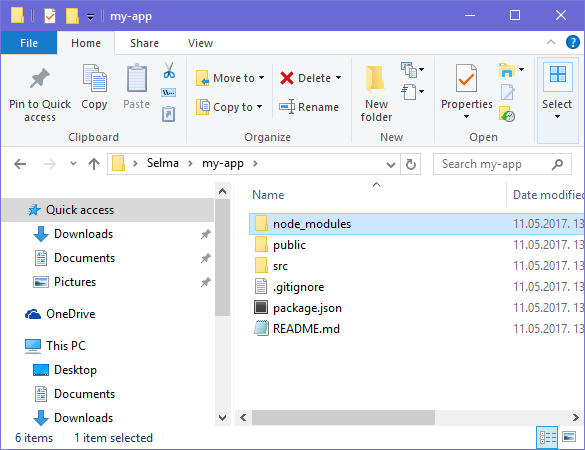 my-app
File Home Share View
Pin to Quick access
Copy
Paste
Clipboard
Move to
Copy to
Delete
Rename
Organize
New folder
New
Properties
Open
Select
Selma my-app
Search my-app
Quick access
Downloads
Documents
Pictures
OneDrive
This PC
Desktop
Documents
Downloads
Name Date modified
node_modules 11.05.2017. 13
public 11.05.2017. 13
src 11.05.2017. 13
.gitignore 11.05.2017. 13
package.json 11.05.2017. 13
README.md 11.05.2017. 13
6 items 1 item selected